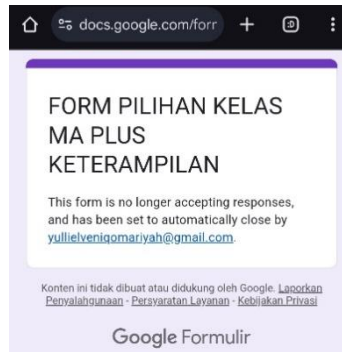 docs.google.com/forr
FORM PILIHAN KELAS
MA PLUS
KETERAMPILAN
This form is no longer accepting responses,
and has been set to automatically close by
yullielveniqomariyah@gmail.com.
Konten ini tidak dibuat atau didukung oleh Google. Laporkan
Penyalahgunaan - Persyaratan Layanan - Kebijakan Privasi
Google Formulir